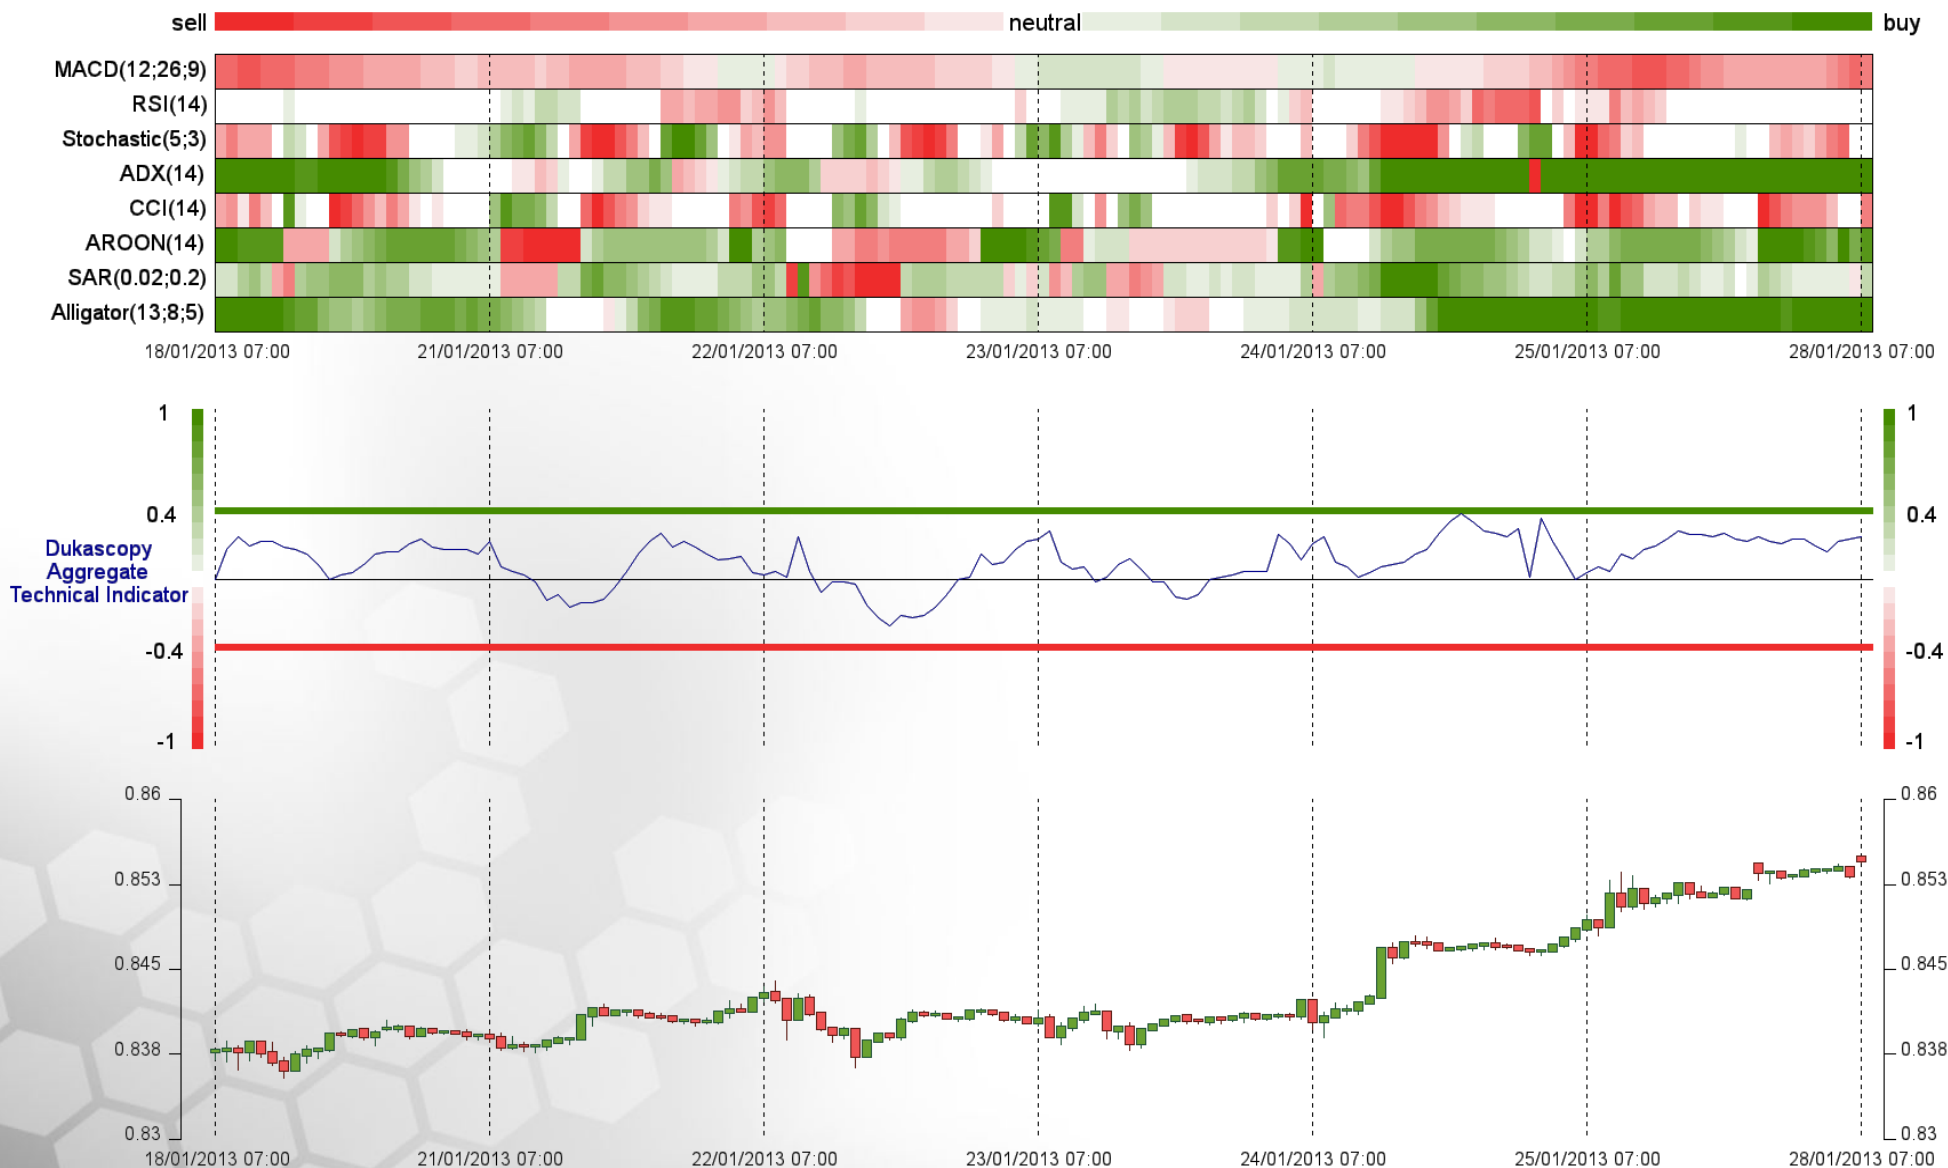 sell neutral buy
MACD(12;26;9)
RSI(14)
Stochastic(5;3)
ADX(14)
CCI(14)
AROON(14)
SAR(0.02;0.2)
Alligator(13;8;5)
18/01/2013 07:00 21/01/2013 07:00 22/01/2013 07:00 23/01/2013 07:00 24/01/2013 07:00 25/01/2013 07:00 28/01/2013 07:00
1 1
0.4 0.4
Dukascopy
Aggregate
Technical Indicator
-0.4 -0.4
-1 -1
0.86 0.86
0.853 0.853
0.845 0.845
0.838 0.838
0.83 0.83
18/01/2013 07:00 21/01/2013 07:00 22/01/2013 07:00 23/01/2013 07:00 24/01/2013 07:00 25/01/2013 07:00 28/01/2013 07:00